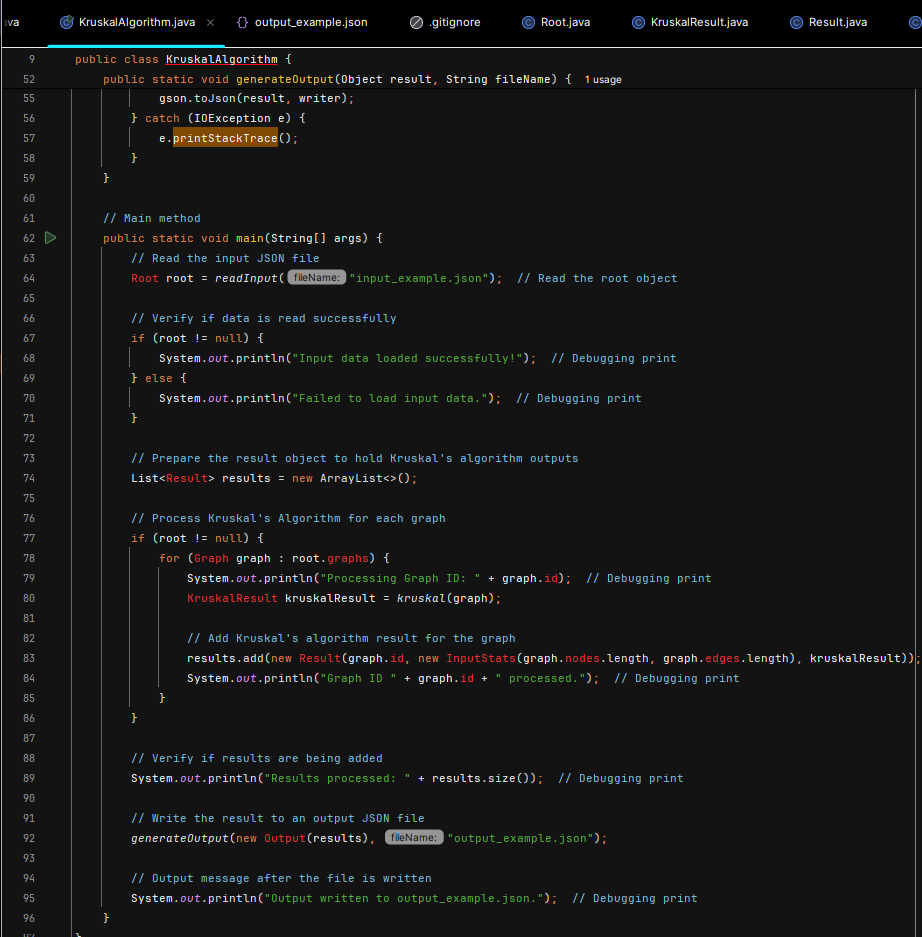 ava KruskalAlgorithm.java × {} output_example.json .gitignore Root.java KruskalResult.java Result.java
9 public class KruskalAlgorithm {
52 public static void generateOutput(Object result, String fileName) { 1 usage
55 gson.toJson(result, writer);
56 } catch (IOException e) {
57 e.printStackTrace();
58 }
59 }
60
61 // Main method
62 public static void main(String[] args) {
63 // Read the input JSON file
64 Root root = readInput( fileName: "input_example.json"); // Read the root object
65
66 // Verify if data is read successfully
67 if (root != null) {
68 System.out.println("Input data loaded successfully!"); // Debugging print
69 } else {
70 System.out.println("Failed to load input data."); // Debugging print
71 }
72
73 // Prepare the result object to hold Kruskal's algorithm outputs
74 List<Result> results = new ArrayList<>();
75
76 // Process Kruskal's Algorithm for each graph
77 if (root != null) {
78 for (Graph graph : root.graphs) {
79 System.out.println("Processing Graph ID: " + graph.id); // Debugging print
80 KruskalResult kruskalResult = kruskal(graph);
81
82 // Add Kruskal's algorithm result for the graph
83 results.add(new Result(graph.id, new InputStats(graph.nodes.length, graph.edges.length), kruskalResult));
84 System.out.println("Graph ID " + graph.id + " processed."); // Debugging print
85 }
86 }
87
88 // Verify if results are being added
89 System.out.println("Results processed: " + results.size()); // Debugging print
90
91 // Write the result to an output JSON file
92 generateOutput(new Output(results), fileName: "output_example.json");
93
94 // Output message after the file is written
95 System.out.println("Output written to output_example.json."); // Debugging print
96 }
97 }